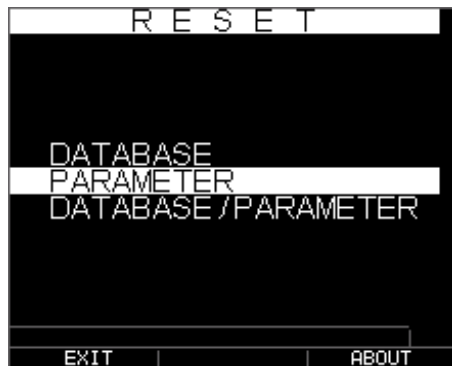 RESET
DATABASE
PARAMETER
DATABASE/PARAMETER
EXIT ABOUT